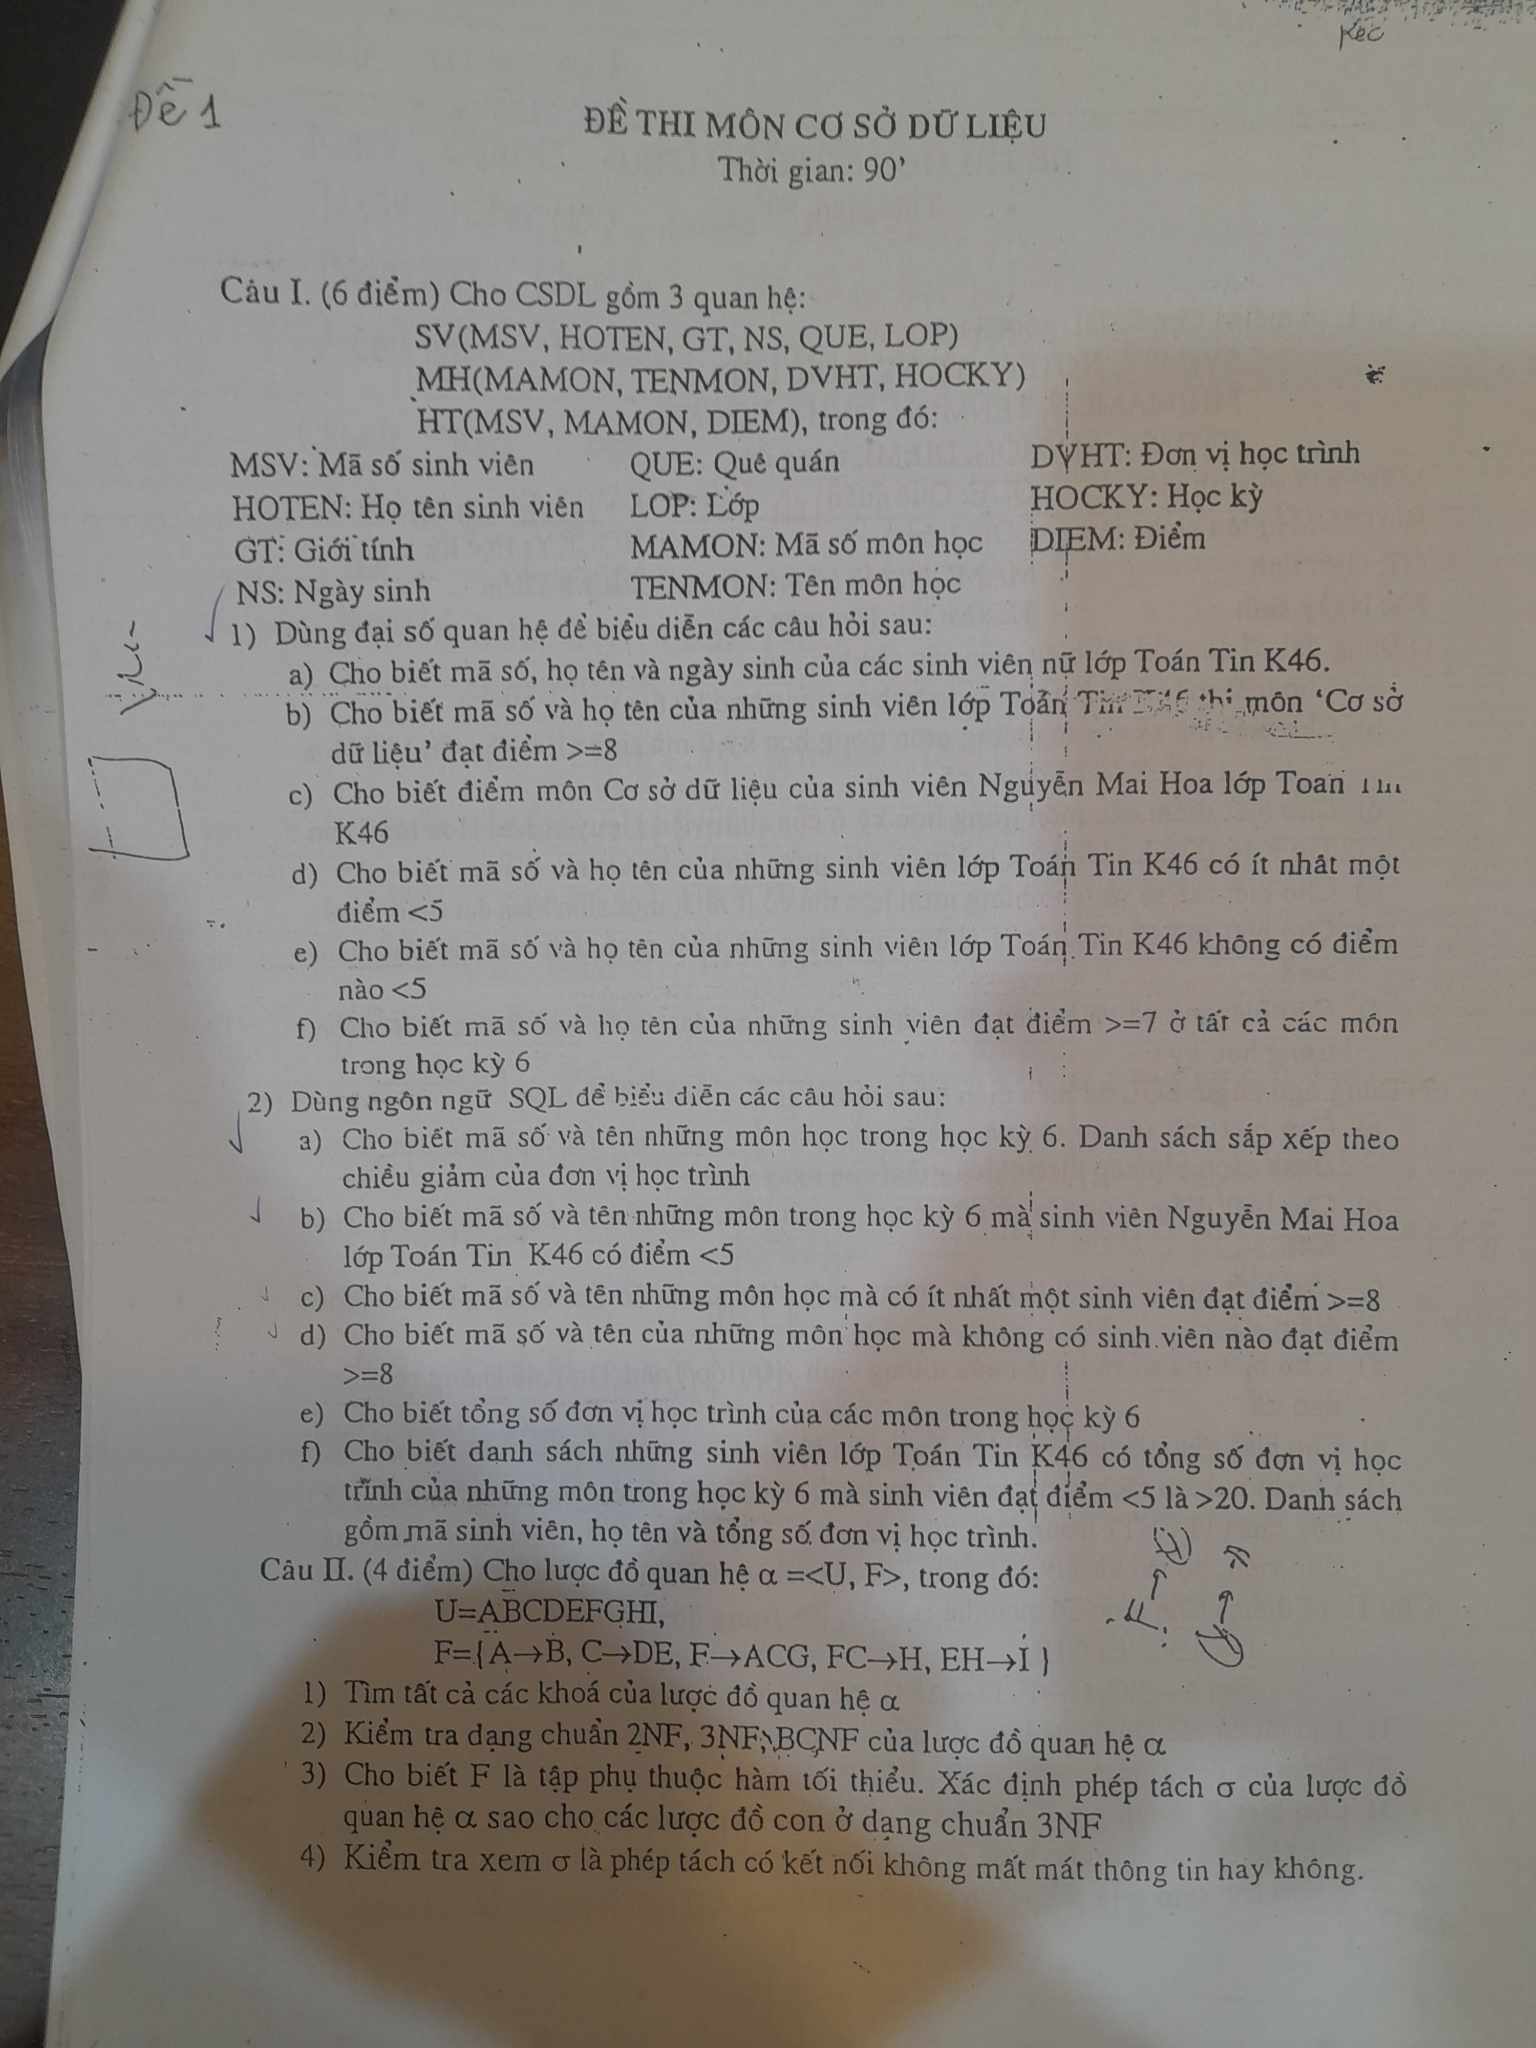 Kec
Đề 1
ĐỀ THI MÔN CƠ SỞ DỮ LIỆU
Thời gian: 90'
Câu I. (6 điểm) Cho CSDL gồm 3 quan hệ:
SV(MSV, HOTEN, GT, NS, QUE, LOP)
MH(MAMON, TENMON, DVHT, HOCKY)
HT(MSV, MAMON, DIEM), trong đó:
MSV: Mã số sinh viên QUE: Quê quán DVHT: Đơn vị học trình
HOTEN: Họ tên sinh viên LOP: Lớp HOCKY: Học kỳ
GT: Giới tính MAMON: Mã số môn học DIEM: Điểm
NS: Ngày sinh TENMON: Tên môn học
1) Dùng đại số quan hệ để biểu diễn các câu hỏi sau:
a) Cho biết mã số, họ tên và ngày sinh của các sinh viên nữ lớp Toán Tin K46.
b) Cho biết mã số và họ tên của những sinh viên lớp Toán Tin K46 thi môn 'Cơ sở
dữ liệu' đạt điểm >=8
c) Cho biết điểm môn Cơ sở dữ liệu của sinh viên Nguyễn Mai Hoa lớp Toán Tin
K46
d) Cho biết mã số và họ tên của những sinh viên lớp Toán Tin K46 có ít nhất một
điểm <5
e) Cho biết mã số và họ tên của những sinh viên lớp Toán Tin K46 không có điểm
nào <5
f) Cho biết mã số và họ tên của những sinh viên đạt điểm >=7 ở tất cả các môn
trong học kỳ 6
2) Dùng ngôn ngữ SQL để biểu diễn các câu hỏi sau:
a) Cho biết mã số và tên những môn học trong học kỳ 6. Danh sách sắp xếp theo
chiều giảm của đơn vị học trình
b) Cho biết mã số và tên những môn trong học kỳ 6 mà sinh viên Nguyễn Mai Hoa
lớp Toán Tin K46 có điểm <5
c) Cho biết mã số và tên những môn học mà có ít nhất một sinh viên đạt điểm >=8
d) Cho biết mã số và tên của những môn học mà không có sinh viên nào đạt điểm
>=8
e) Cho biết tổng số đơn vị học trình của các môn trong học kỳ 6
f) Cho biết danh sách những sinh viên lớp Toán Tin K46 có tổng số đơn vị học
trình của những môn trong học kỳ 6 mà sinh viên đạt điểm <5 là >20. Danh sách
gồm mã sinh viên, họ tên và tổng số đơn vị học trình.
Câu II. (4 điểm) Cho lược đồ quan hệ α =<U, F>, trong đó:
U=ABCDEFGHI,
F={A→B, C→DE, F→ACG, FC→H, EH→I }
1) Tìm tất cả các khoá của lược đồ quan hệ α
2) Kiểm tra dạng chuẩn 2NF, 3NF, BCNF của lược đồ quan hệ α
3) Cho biết F là tập phụ thuộc hàm tối thiểu. Xác định phép tách σ của lược đồ
quan hệ α sao cho các lược đồ con ở dạng chuẩn 3NF
4) Kiểm tra xem σ là phép tách có kết nối không mất mát thông tin hay không.